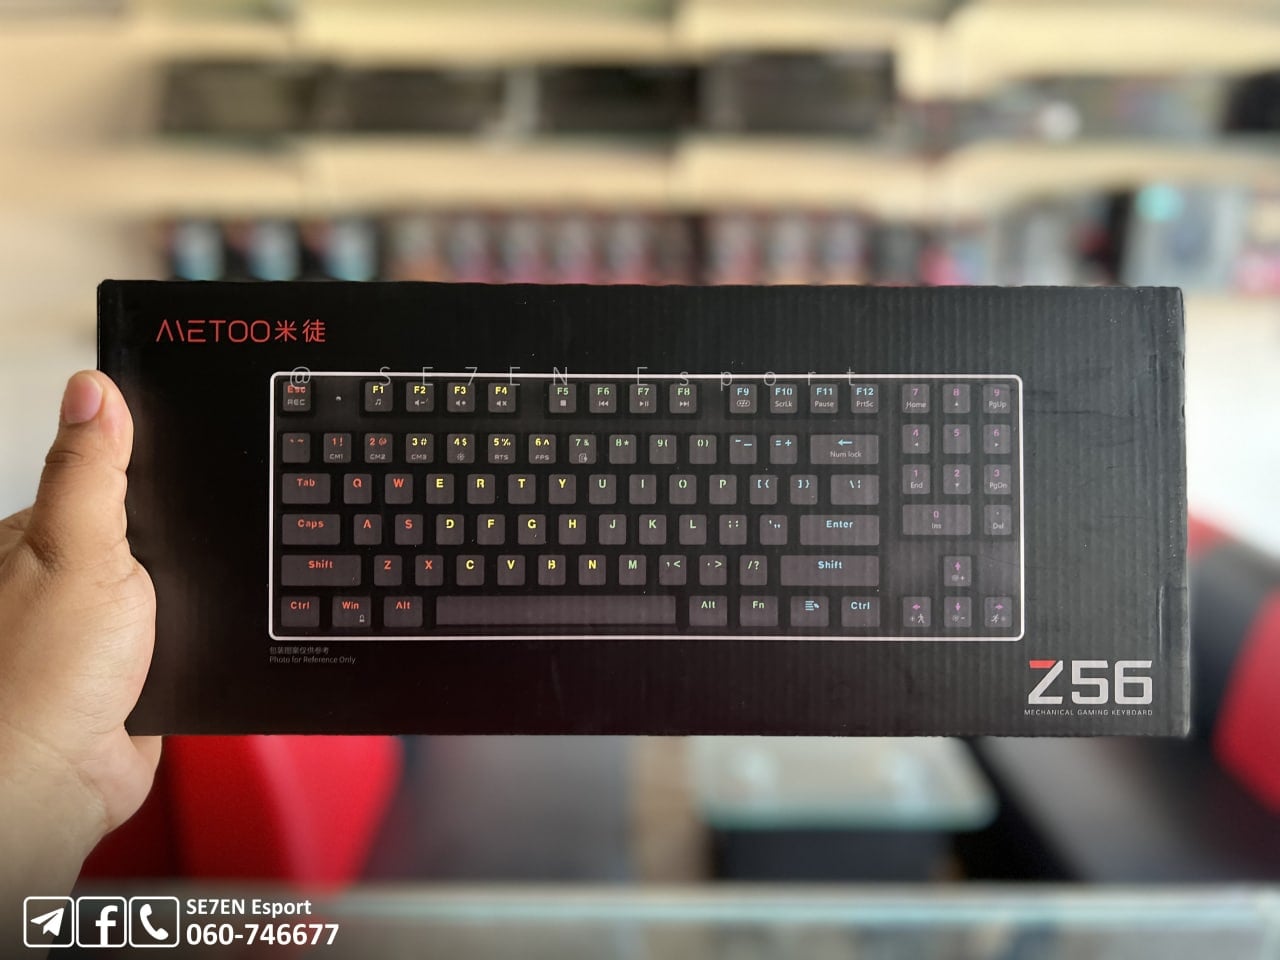 METOO米徒
@ SE7EN Esport
Esc F1 F2 F3 F4 F5 F6 F7 F8 F9 F10 F11 F12 7 8 9
REC ScrLk Pause PrtSc Home PgUp
4 5 6
~ 1! 2@ 3# 4$ 5% 6^ 7& 8* 9( 0) -_ =+ ←
CM1 CM2 CM3 RTS FPS Num lock
Tab Q W E R T Y U I O P [{ ]} \¦ 1 2 3
End PgDn
Caps A S D F G H J K L ;: '" Enter 0 .
Ins Del
Shift Z X C V B N M ,< .> /? Shift
Ctrl Win Alt Alt Fn Ctrl
包装图案仅供参考
Photo for Reference Only
Z56
MECHANICAL GAMING KEYBOARD
SE7EN Esport
060-746677